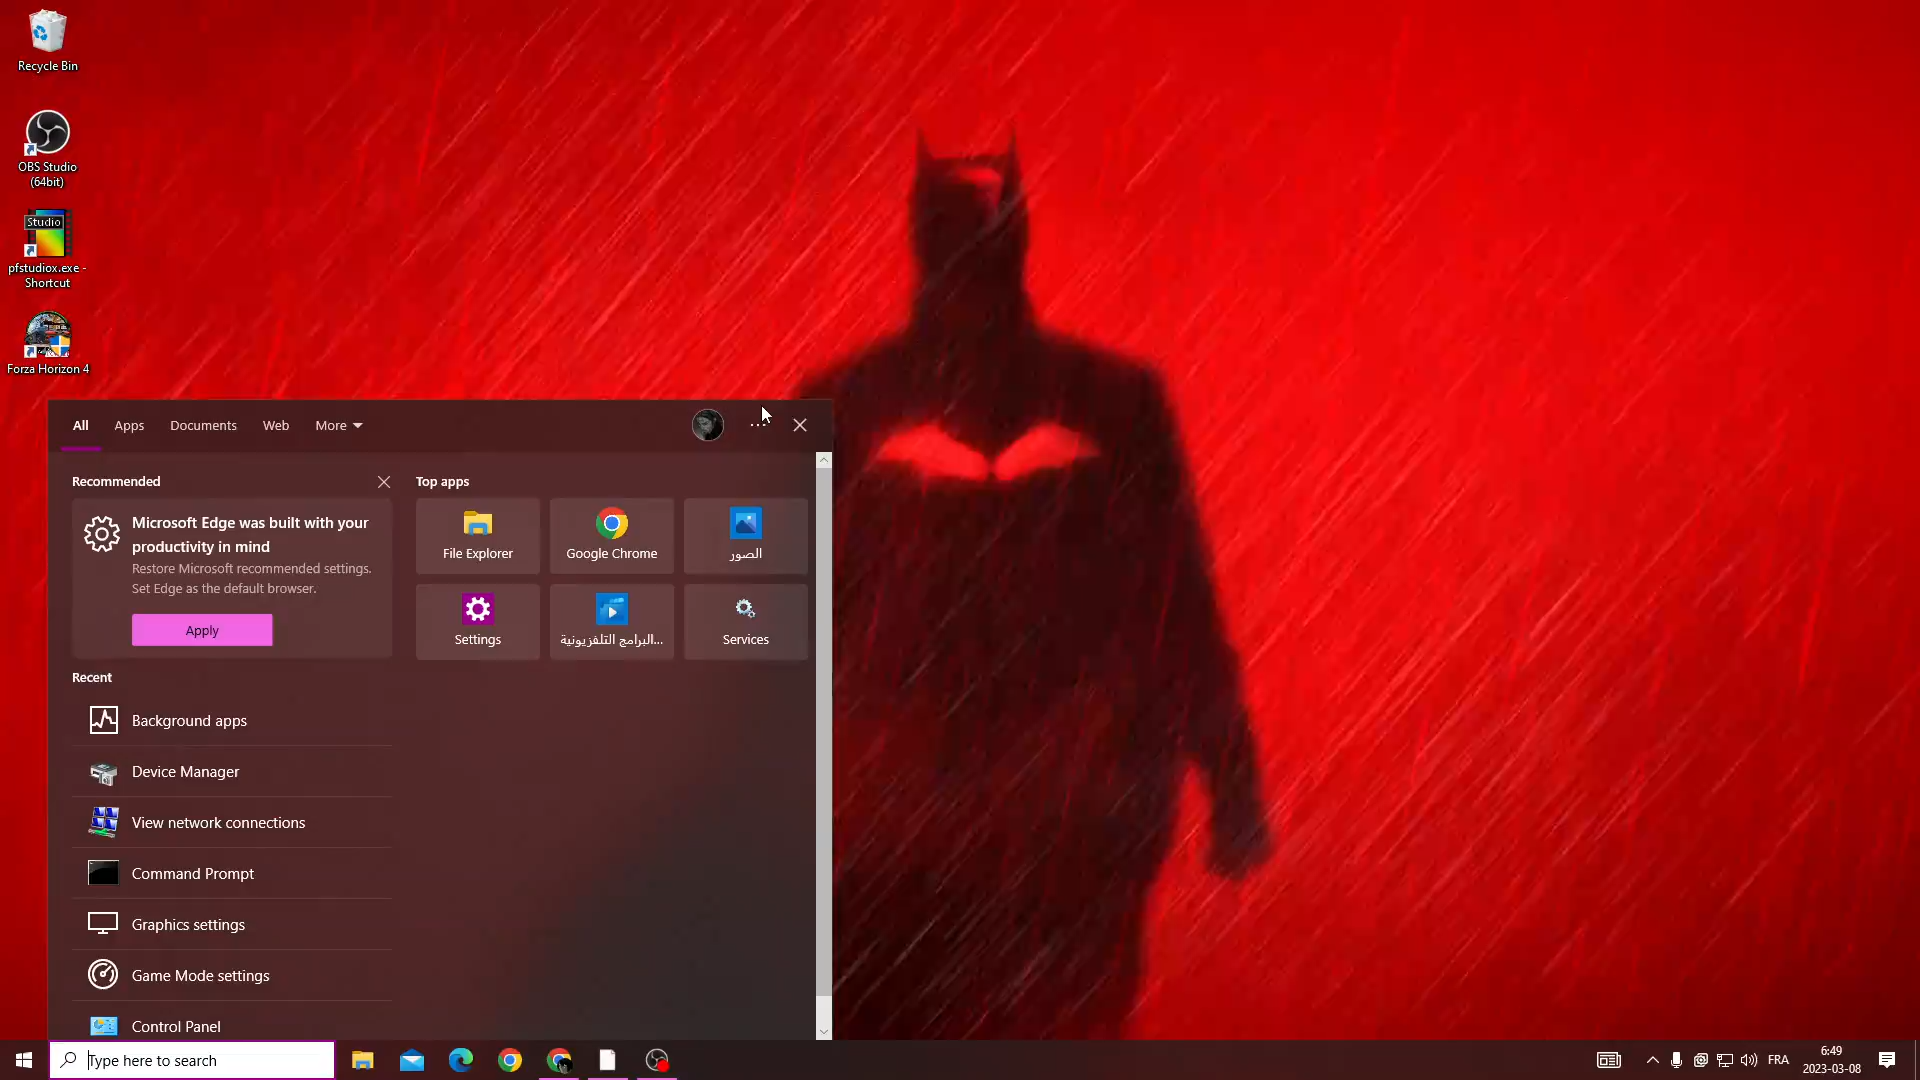 Recycle Bin
OBS Studio
(64bit)
Studio
pfstudiox.exe -
Shortcut
Forza Horizon 4
All
Apps
Documents
Web
More
Recommended
Microsoft Edge was built with your
productivity in mind
Restore Microsoft recommended settings.
Set Edge as the default browser.
Apply
Top apps
File Explorer
Google Chrome
الصور
Settings
البرامج التلفزيونية...
Services
Recent
Background apps
Device Manager
View network connections
Command Prompt
Graphics settings
Game Mode settings
Control Panel
Type here to search
FRA
6:49
2023-03-08